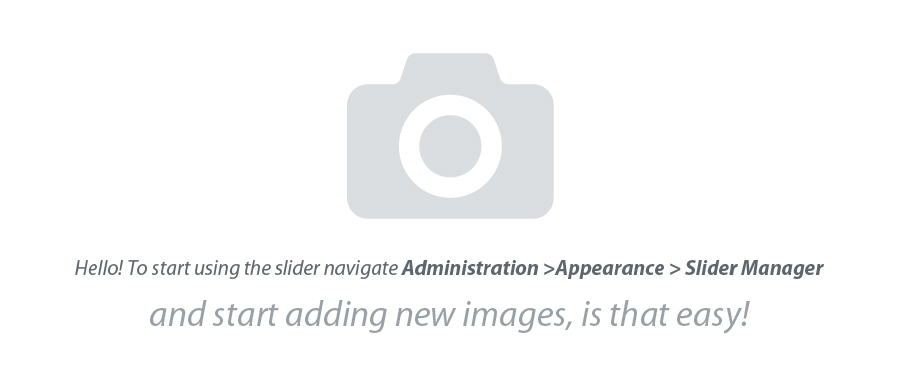 Hello! To start using the slider navigate Administration >Appearance > Slider Manager
and start adding new images, is that easy!